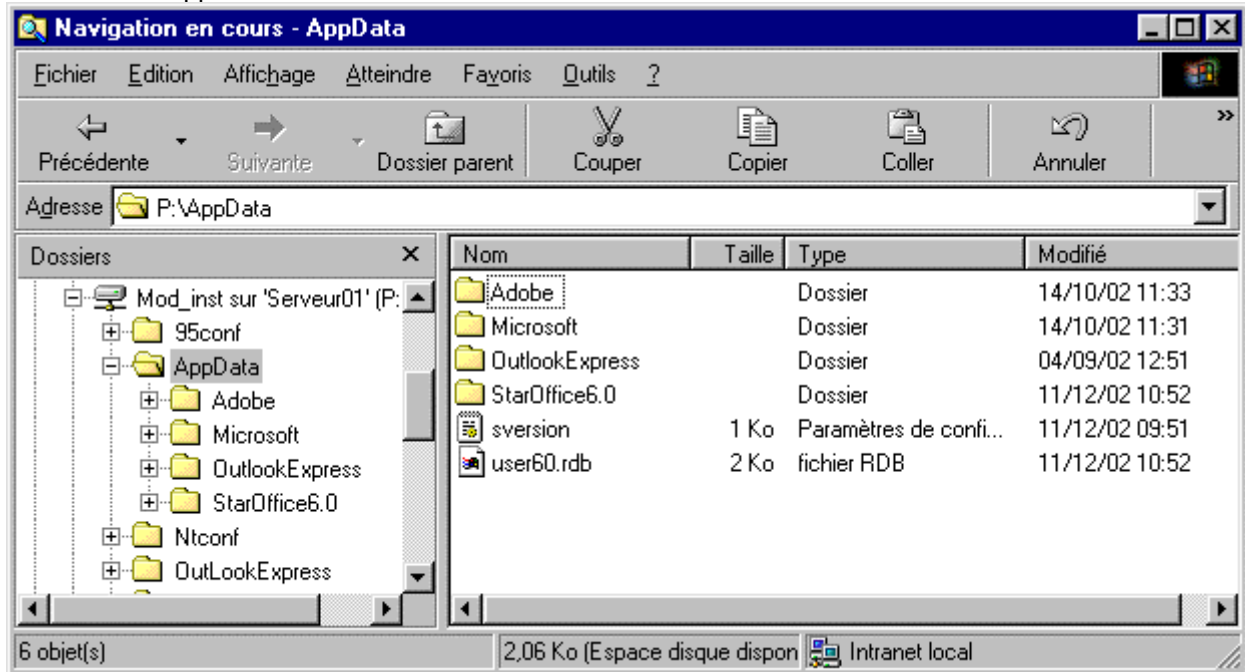 Navigation en cours - AppData
Fichier Edition Affichage Atteindre Favoris Outils ?
Précédente Suivante Dossier parent Couper Copier Coller Annuler »
Adresse P:\AppData
Dossiers ×
Nom Taille Type Modifié
Mod_inst sur 'Serveur01' (P:
95conf
AppData
Adobe
Microsoft
OutlookExpress
StarOffice6.0
Ntconf
OutLookExpress
Adobe Dossier 14/10/02 11:33
Microsoft Dossier 14/10/02 11:31
OutlookExpress Dossier 04/09/02 12:51
StarOffice6.0 Dossier 11/12/02 10:52
sversion 1 Ko Paramètres de confi... 11/12/02 09:51
user60.rdb 2 Ko fichier RDB 11/12/02 10:52
6 objet(s) 2,06 Ko (Espace disque dispon Intranet local